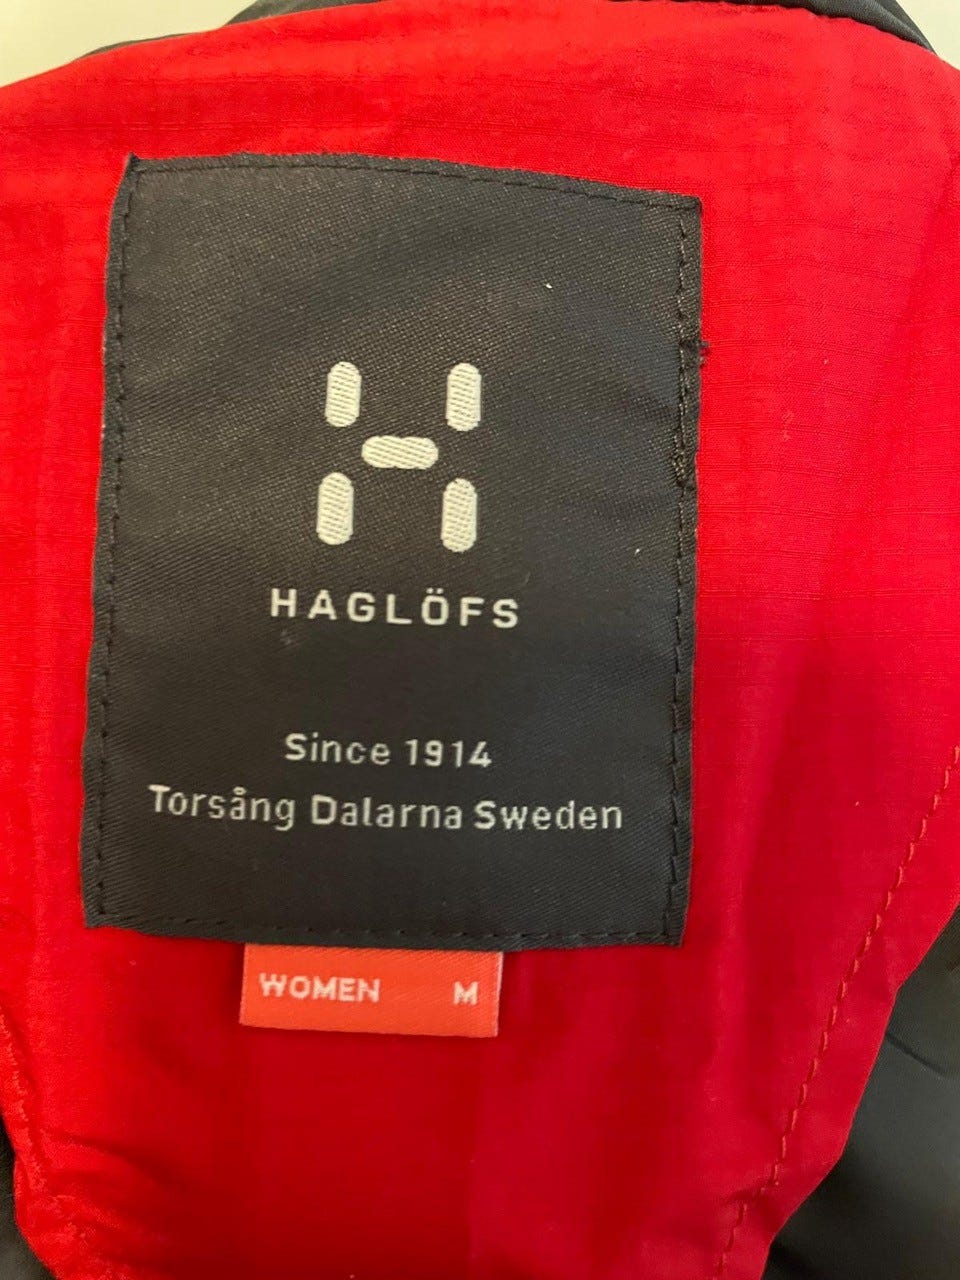 HAGLÖFS
Since 1914
Torsång Dalarna Sweden
WOMEN M